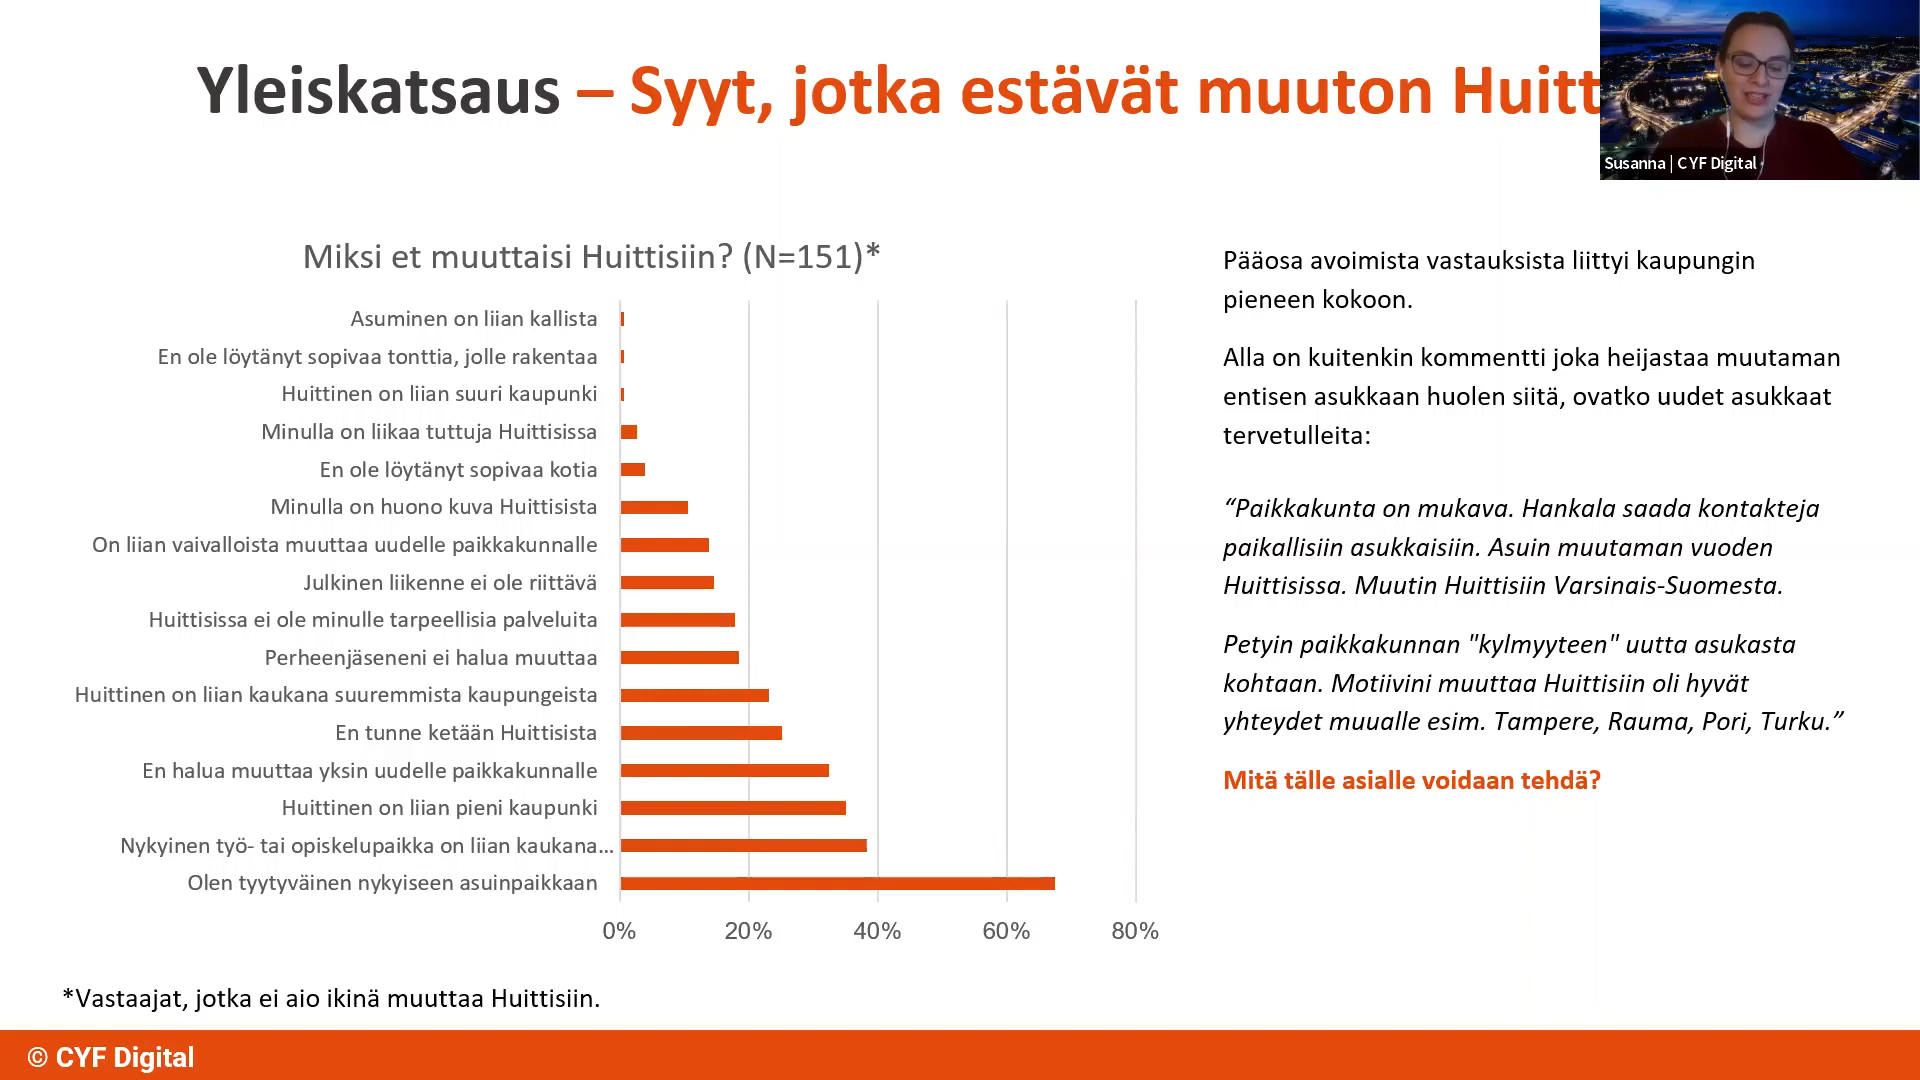 Yleiskatsaus – Syyt, jotka estävät muuton Huitt
Susanna | CYF Digital
Miksi et muuttaisi Huittisiin? (N=151)*
Asuminen on liian kallista
En ole löytänyt sopivaa tonttia, jolle rakentaa
Huittinen on liian suuri kaupunki
Minulla on liikaa tuttuja Huittisissa
En ole löytänyt sopivaa kotia
Minulla on huono kuva Huittisista
On liian vaivalloista muuttaa uudelle paikkakunnalle
Julkinen liikenne ei ole riittävä
Huittisissa ei ole minulle tarpeellisia palveluita
Perheenjäseneni ei halua muuttaa
Huittinen on liian kaukana suuremmista kaupungeista
En tunne ketään Huittisista
En halua muuttaa yksin uudelle paikkakunnalle
Huittinen on liian pieni kaupunki
Nykyinen työ- tai opiskelupaikka on liian kaukana...
Olen tyytyväinen nykyiseen asuinpaikkaan
0% 20% 40% 60% 80%
*Vastaajat, jotka ei aio ikinä muuttaa Huittisiin.
Pääosa avoimista vastauksista liittyi kaupungin
pieneen kokoon.
Alla on kuitenkin kommentti joka heijastaa muutaman
entisen asukkaan huolen siitä, ovatko uudet asukkaat
tervetulleita:
“Paikkakunta on mukava. Hankala saada kontakteja
paikallisiin asukkaisiin. Asuin muutaman vuoden
Huittisissa. Muutin Huittisiin Varsinais-Suomesta.
Petyin paikkakunnan "kylmyyteen" uutta asukasta
kohtaan. Motiivini muuttaa Huittisiin oli hyvät
yhteydet muualle esim. Tampere, Rauma, Pori, Turku.”
Mitä tälle asialle voidaan tehdä?
© CYF Digital